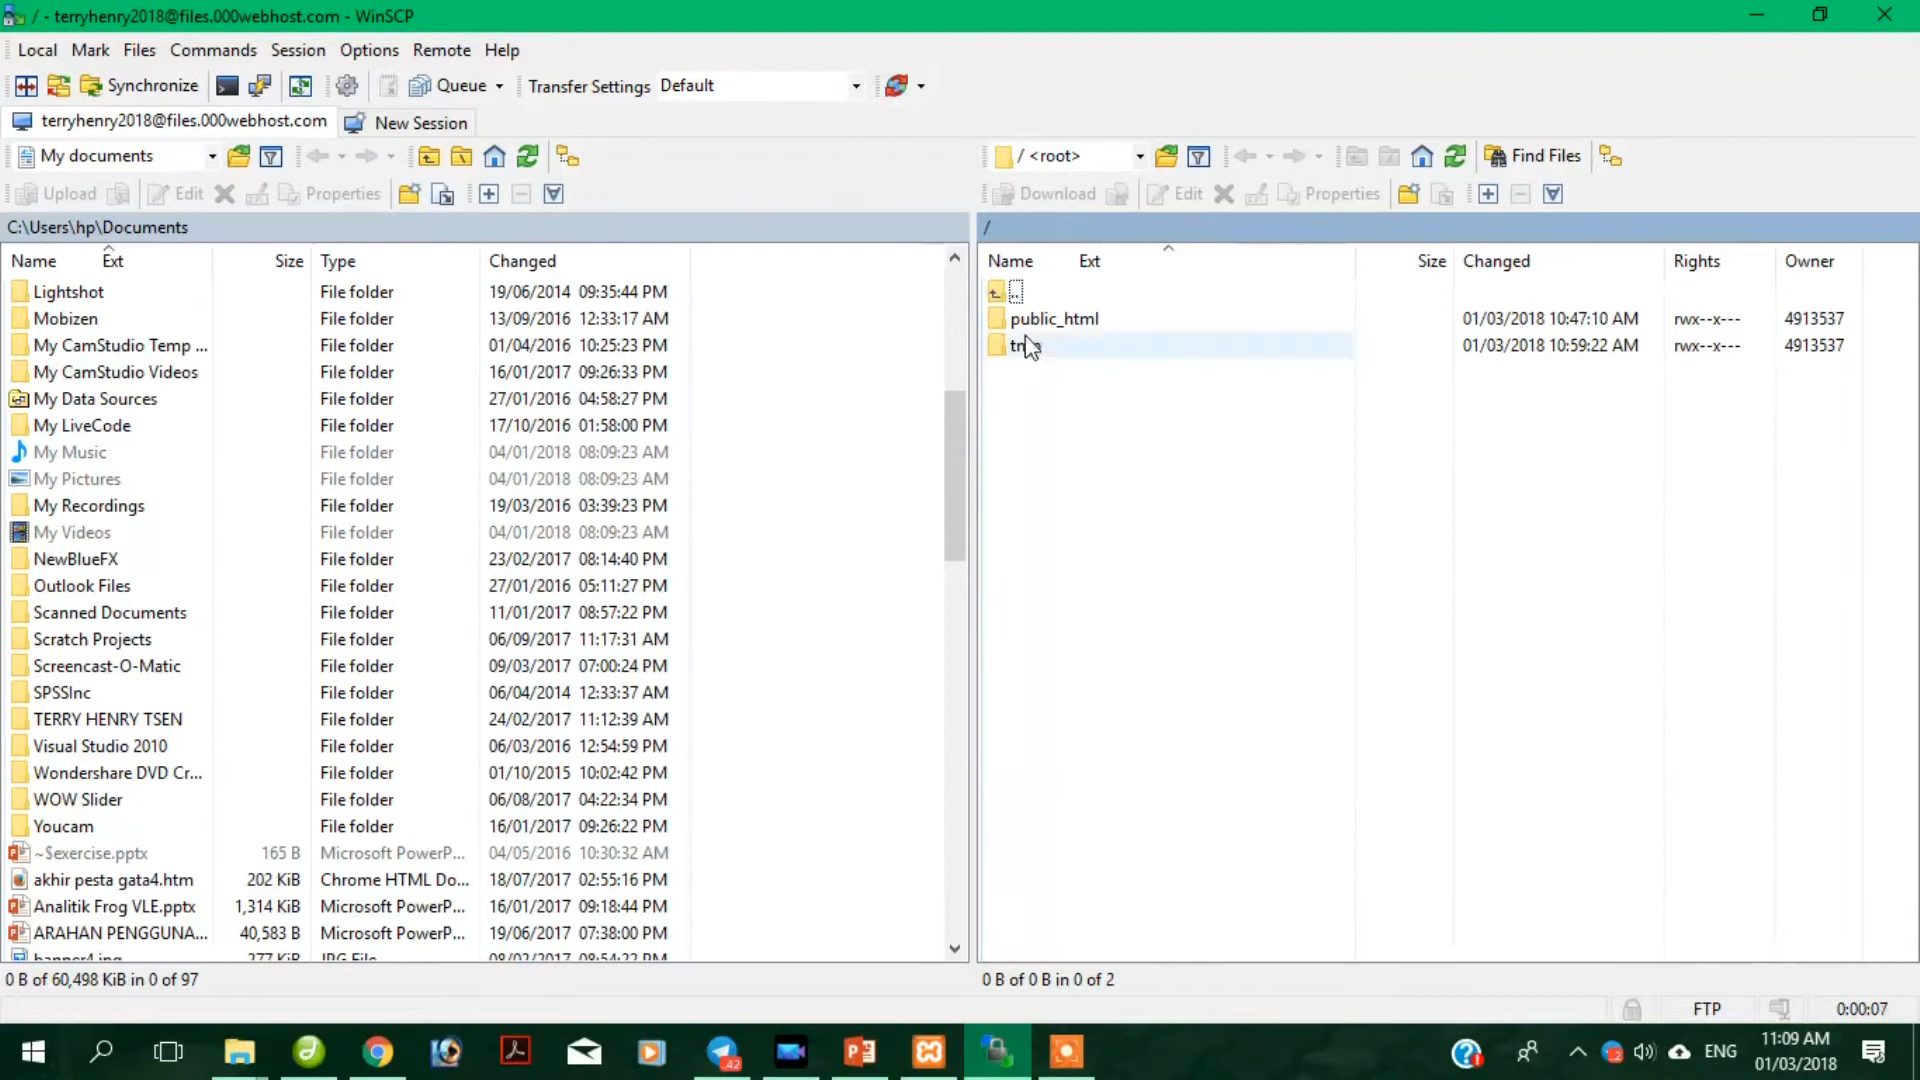 / - terryhenry2018@files.000webhost.com - WinSCP
Local Mark Files Commands Session Options Remote Help
Synchronize Queue Transfer Settings Default
terryhenry2018@files.000webhost.com New Session
My documents / <root> Find Files
Upload Edit Properties Download Edit Properties
C:\Users\hp\Documents /
Name Ext Size Type Changed Name Ext Size Changed Rights Owner
Lightshot File folder 19/06/2014 09:35:44 PM ..
Mobizen File folder 13/09/2016 12:33:17 AM public_html 01/03/2018 10:47:10 AM rwx--x--- 4913537
My CamStudio Temp ... File folder 01/04/2016 10:25:23 PM 01/03/2018 10:59:22 AM rwx--x--- 4913537
My CamStudio Videos File folder 16/01/2017 09:26:33 PM
My Data Sources File folder 27/01/2016 04:58:27 PM
My LiveCode File folder 17/10/2016 01:58:00 PM
My Music File folder 04/01/2018 08:09:23 AM
My Pictures File folder 04/01/2018 08:09:23 AM
My Recordings File folder 19/03/2016 03:39:23 PM
My Videos File folder 04/01/2018 08:09:23 AM
NewBlueFX File folder 23/02/2017 08:14:40 PM
Outlook Files File folder 27/01/2016 05:11:27 PM
Scanned Documents File folder 11/01/2017 08:57:22 PM
Scratch Projects File folder 06/09/2017 11:17:31 AM
Screencast-O-Matic File folder 09/03/2017 07:00:24 PM
SPSSInc File folder 06/04/2014 12:33:37 AM
TERRY HENRY TSEN File folder 24/02/2017 11:12:39 AM
Visual Studio 2010 File folder 06/03/2016 12:54:59 PM
Wondershare DVD Cr... File folder 01/10/2015 10:02:42 PM
WOW Slider File folder 06/08/2017 04:22:34 PM
Youcam File folder 16/01/2017 09:26:22 PM
~$exercise.pptx 165 B Microsoft PowerP... 04/05/2016 10:30:32 AM
akhir pesta gata4.htm 202 KiB Chrome HTML Do... 18/07/2017 02:55:16 PM
Analitik Frog VLE.pptx 1,314 KiB Microsoft PowerP... 16/01/2017 09:18:44 PM
ARAHAN PENGGUNA... 40,583 B Microsoft PowerP... 19/06/2017 07:38:00 PM
banner4.jpg 277 KiB JPG File 08/02/2017 08:54:22 PM
0 B of 60,498 KiB in 0 of 97 0 B of 0 B in 0 of 2
FTP 0:00:07
ENG 11:09 AM
01/03/2018